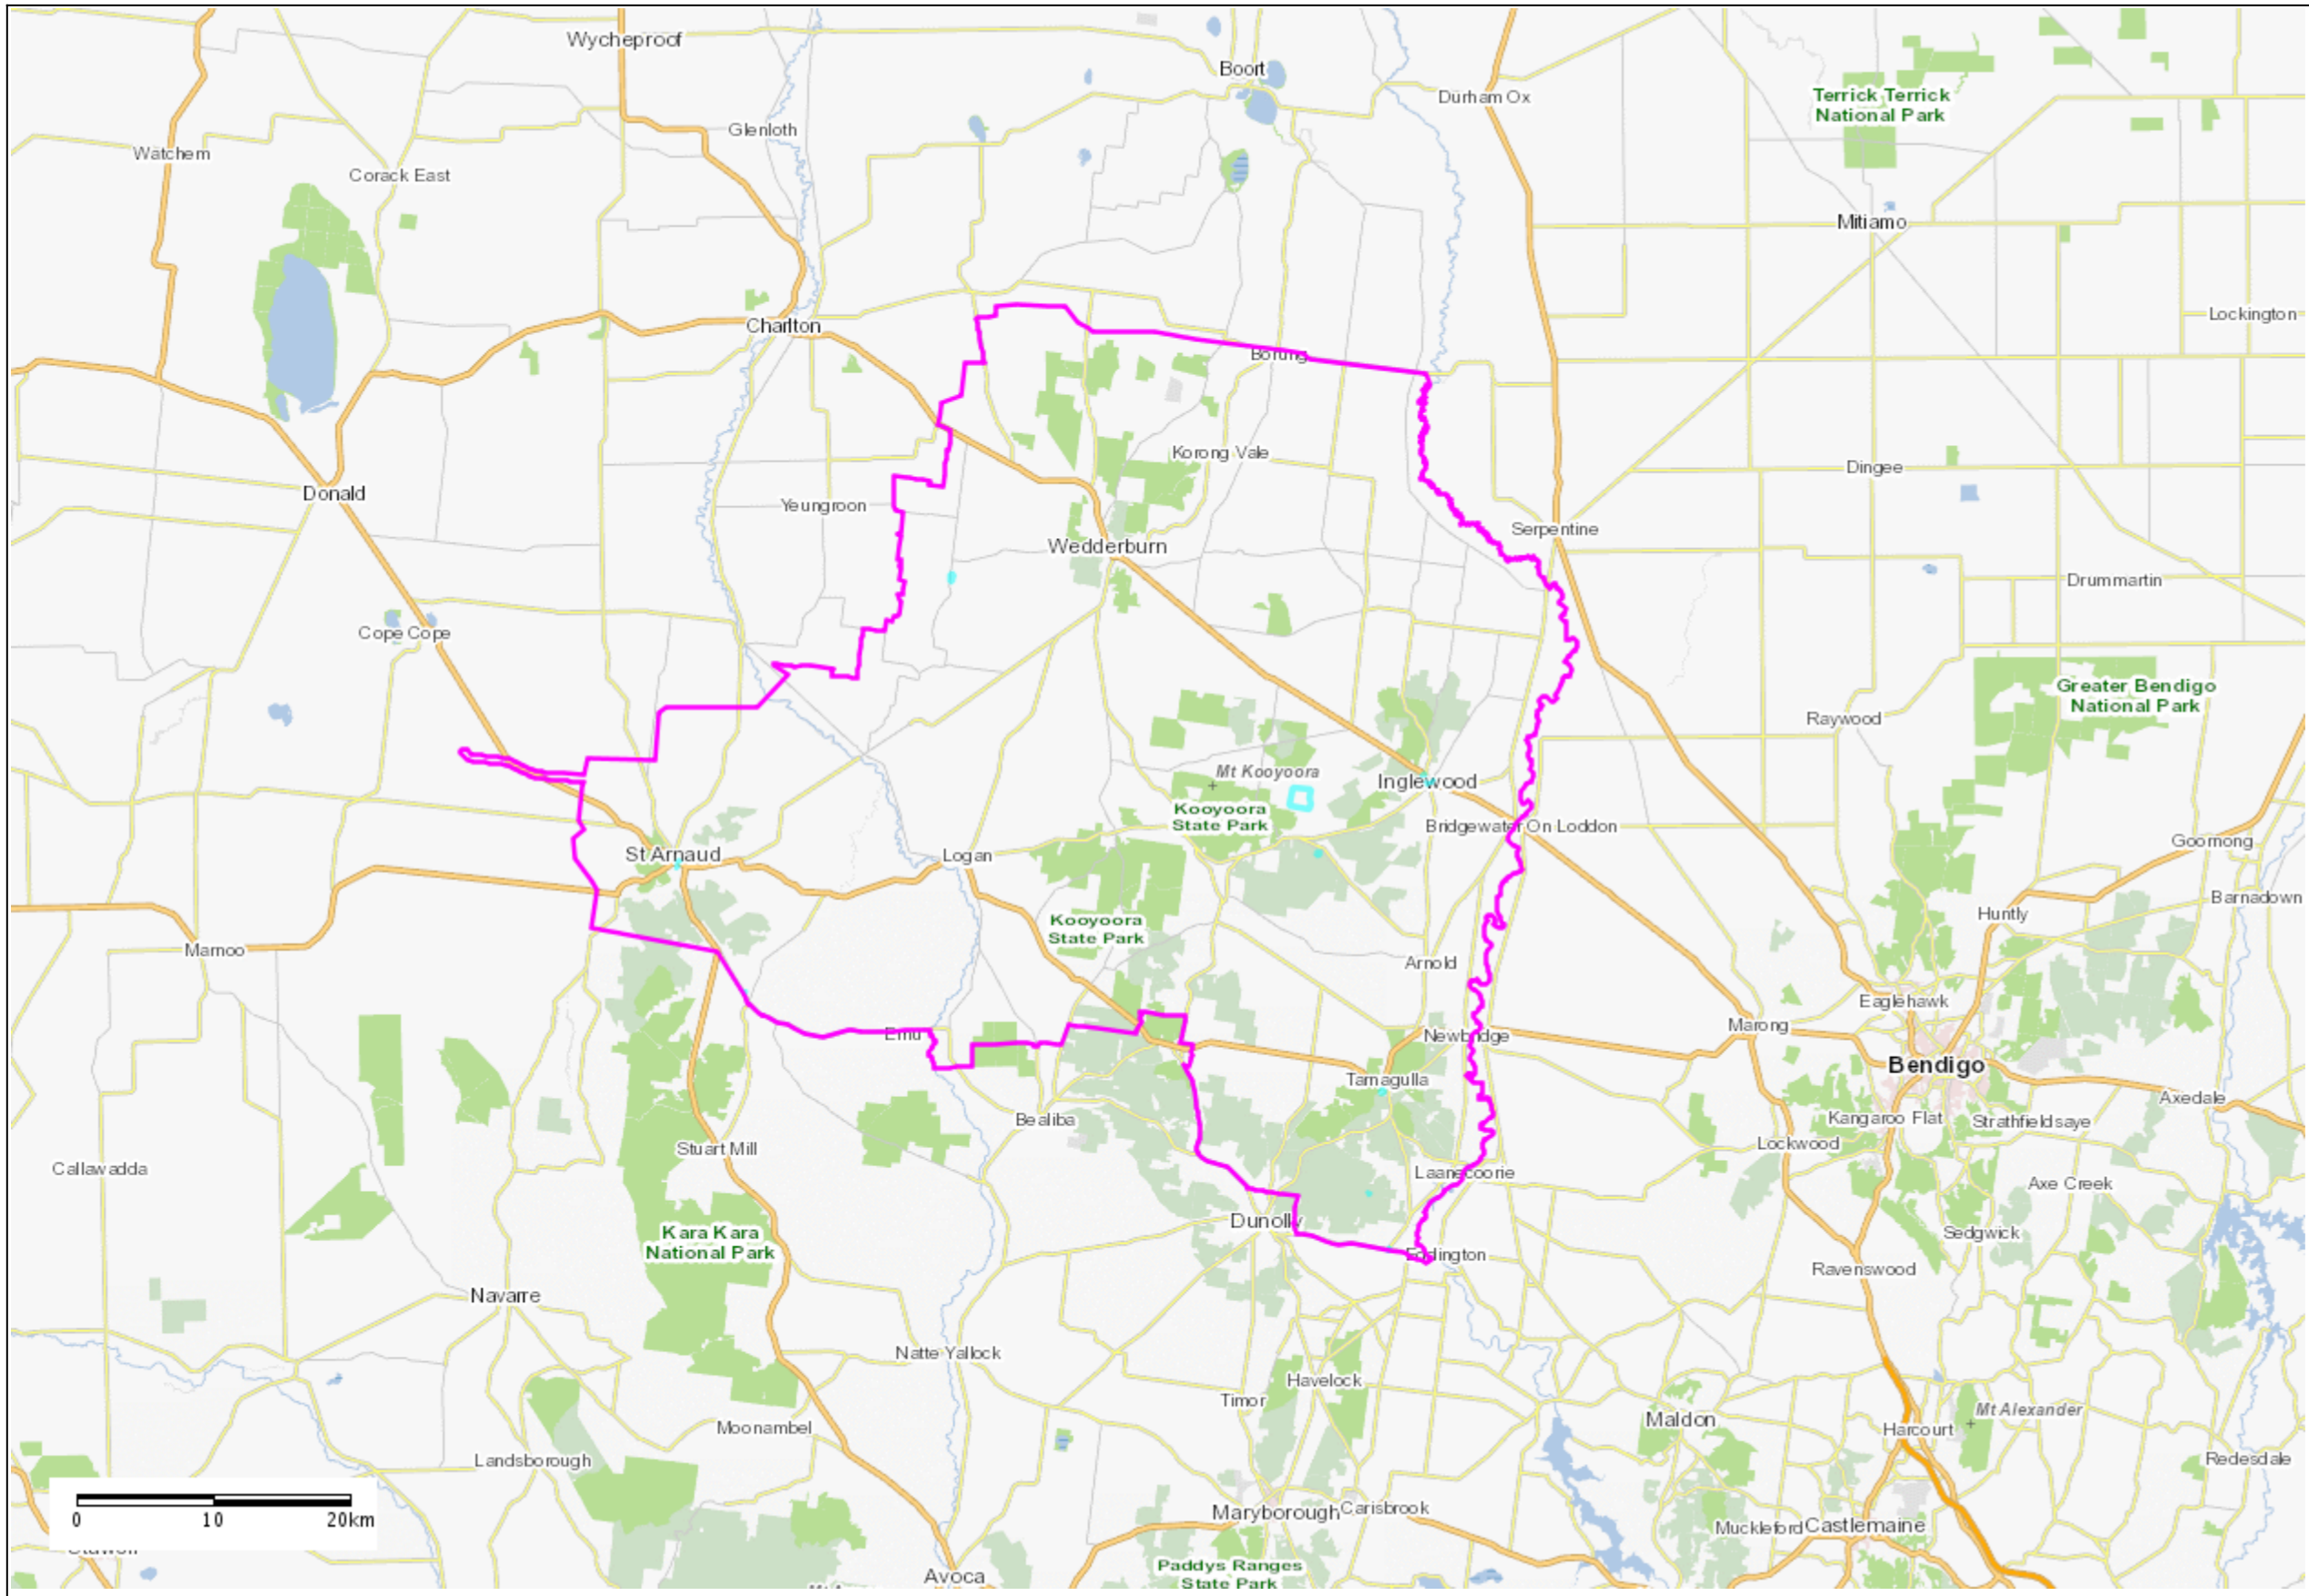 Wycheproof
Boort
Durham Ox
Terrick Terrick
National Park
Glenloth
Watchem
Corack East
Mitiamo
Lockington
Charlton
Borung
Korong Vale
Dingee
Donald
Yeungroon
Serpentine
Wedderburn
Drummartin
Cope Cope
Greater Bendigo
National Park
Raywood
Mt Kooyoora
Inglewood
Kooyoora
State Park
Bridgewater On Loddon
Goornong
St Arnaud
Logan
Barnadown
Huntly
Kooyoora
State Park
Marnoo
Arnold
Eaglehawk
Marong
Emu
Newbridge
Bendigo
Tarnagulla
Axedale
Bealiba
Kangaroo Flat
Strathfieldsaye
Stuart Mill
Lockwood
Callawadda
Laanecoorie
Axe Creek
Dunolly
Kara Kara
National Park
Sedgwick
Eddington
Ravenswood
Navarre
Natte Yallock
Havelock
Timor
Mt Alexander
Maldon
Moonambel
Harcourt
Landsborough
Redesdale
Maryborough
Carisbrook
Muckleford
Castlemaine
0 10 20km
Paddys Ranges
State Park
Avoca